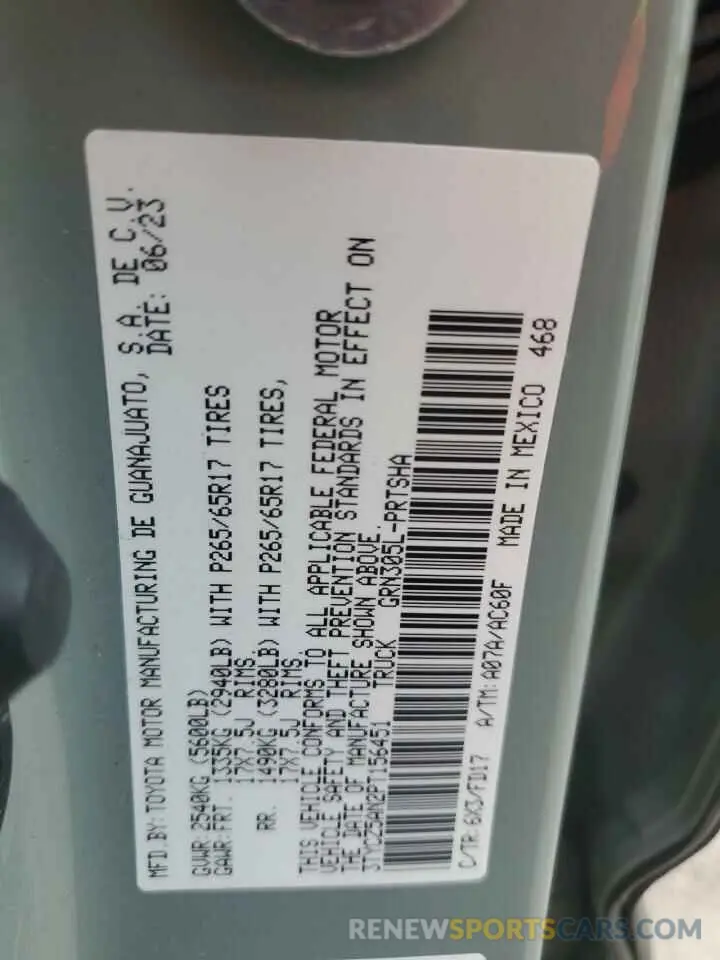 MFD.BY:TOYOTA MOTOR MANUFACTURING DE GUANAJUATO, S.A. DE C.V.
DATE: 06/23
GVWR:2540KG (5600LB)
GAWR:FRT. 1335KG (2940LB) WITH P265/65R17 TIRES
17X7.5J RIMS.
RR. 1490KG (3280LB) WITH P265/65R17 TIRES,
17X7.5J RIMS.
THIS VEHICLE CONFORMS TO ALL APPLICABLE FEDERAL MOTOR
VEHICLE SAFETY AND THEFT PREVENTION STANDARDS IN EFFECT ON
THE DATE OF MANUFACTURE SHOWN ABOVE.
3TYCZ5AN2PT156451 TRUCK GRN305L-PRTSHA
C/TR:6X3/FD17 A/TM:A07A/AC60F MADE IN MEXICO 468
RENEWSPORTSCARS.COM